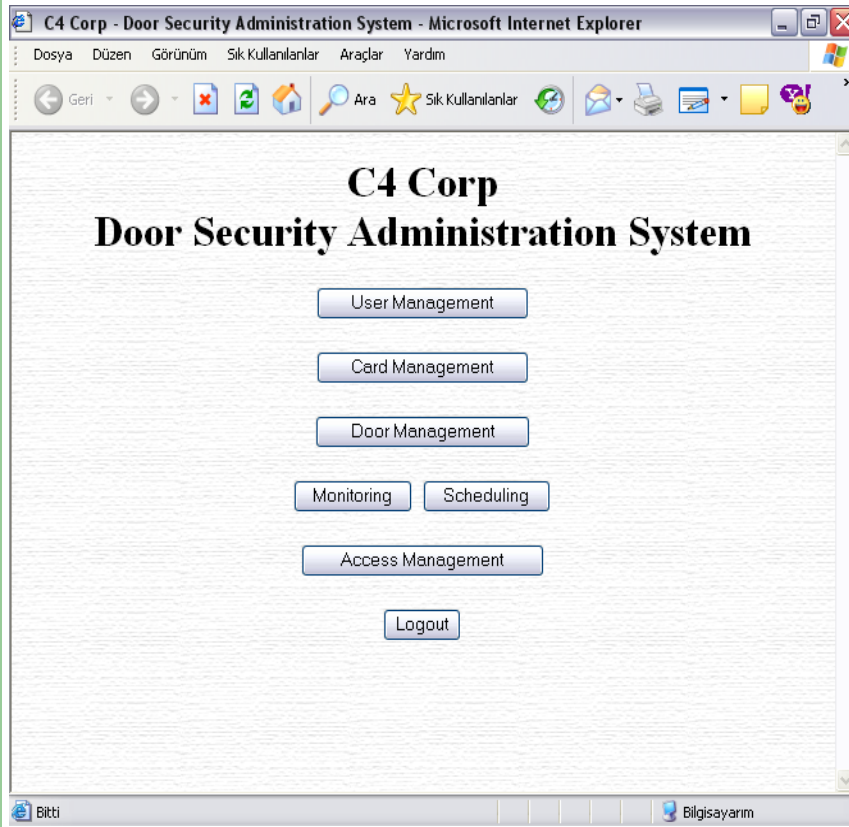 C4 Corp - Door Security Administration System - Microsoft Internet Explorer
Dosya Düzen Görünüm Sık Kullanılanlar Araçlar Yardım
Geri Ara Sık Kullanılanlar
C4 Corp
Door Security Administration System
User Management
Card Management
Door Management
Monitoring Scheduling
Access Management
Logout
Bitti Bilgisayarım